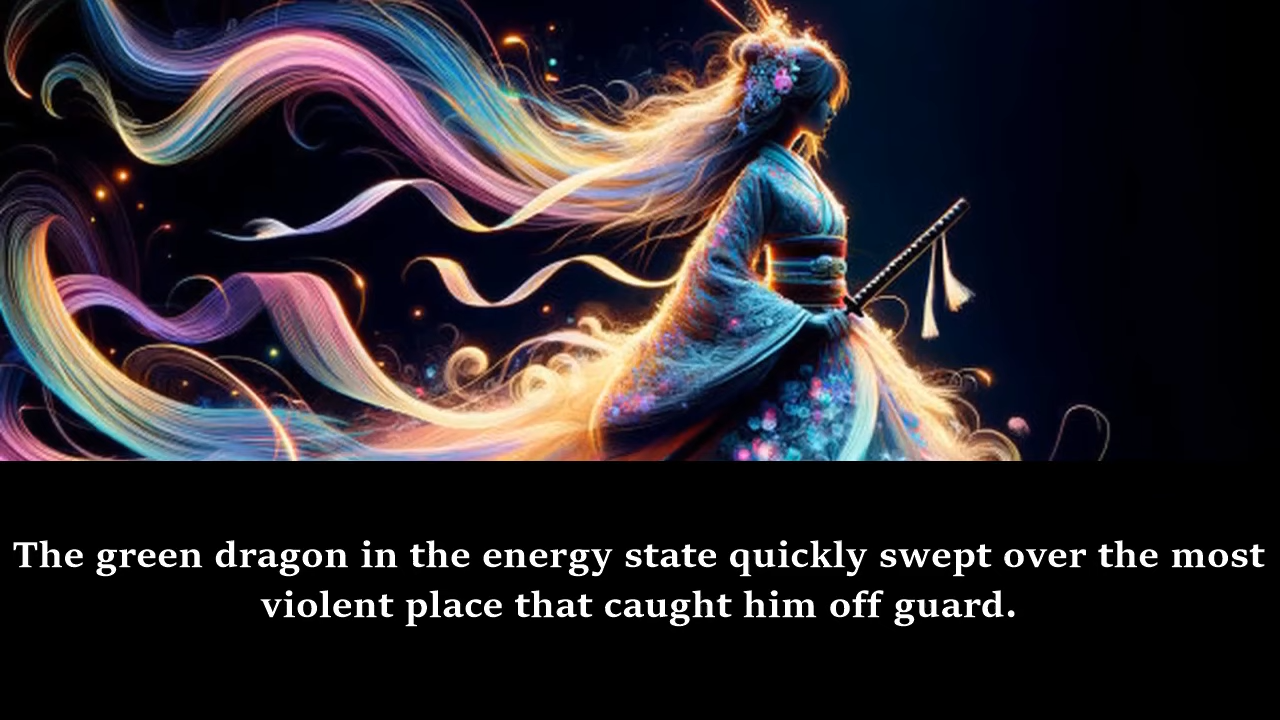 The green dragon in the energy state quickly swept over the most
violent place that caught him off guard.